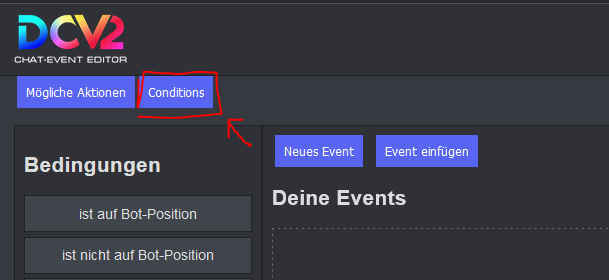 DCV2
CHAT-EVENT EDITOR
Mögliche Aktionen
Conditions
Bedingungen
ist auf Bot-Position
ist nicht auf Bot-Position
Neues Event
Event einfügen
Deine Events